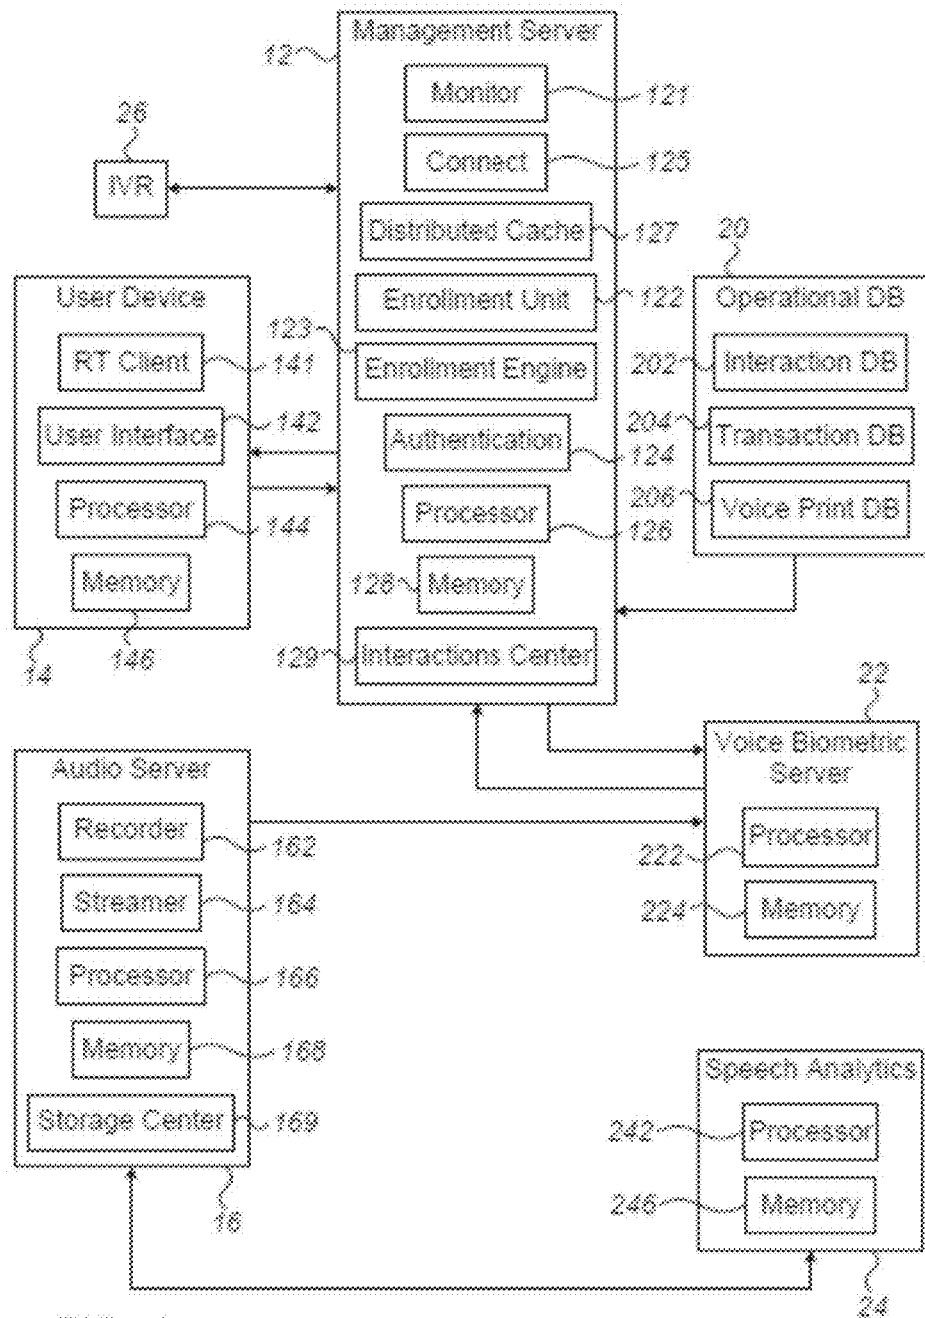 Management Server
12
Monitor
121
26
Connect
125
IVR
Distributed Cache
127
20
User Device
Enrollment Unit
122
Operational DB
123
RT Client
141
Enrollment Engine
202
Interaction DB
User Interface
142
Authentication
124
204
Transaction DB
Processor
144
Processor
126
206
Voice Print DB
Memory
146
128
Memory
14
129
Interactions Center
22
Audio Server
Voice Biometric
Server
Recorder
162
222
Processor
Streamer
164
224
Memory
Processor
166
Memory
168
Speech Analytics
Storage Center
169
242
Processor
16
246
Memory
24